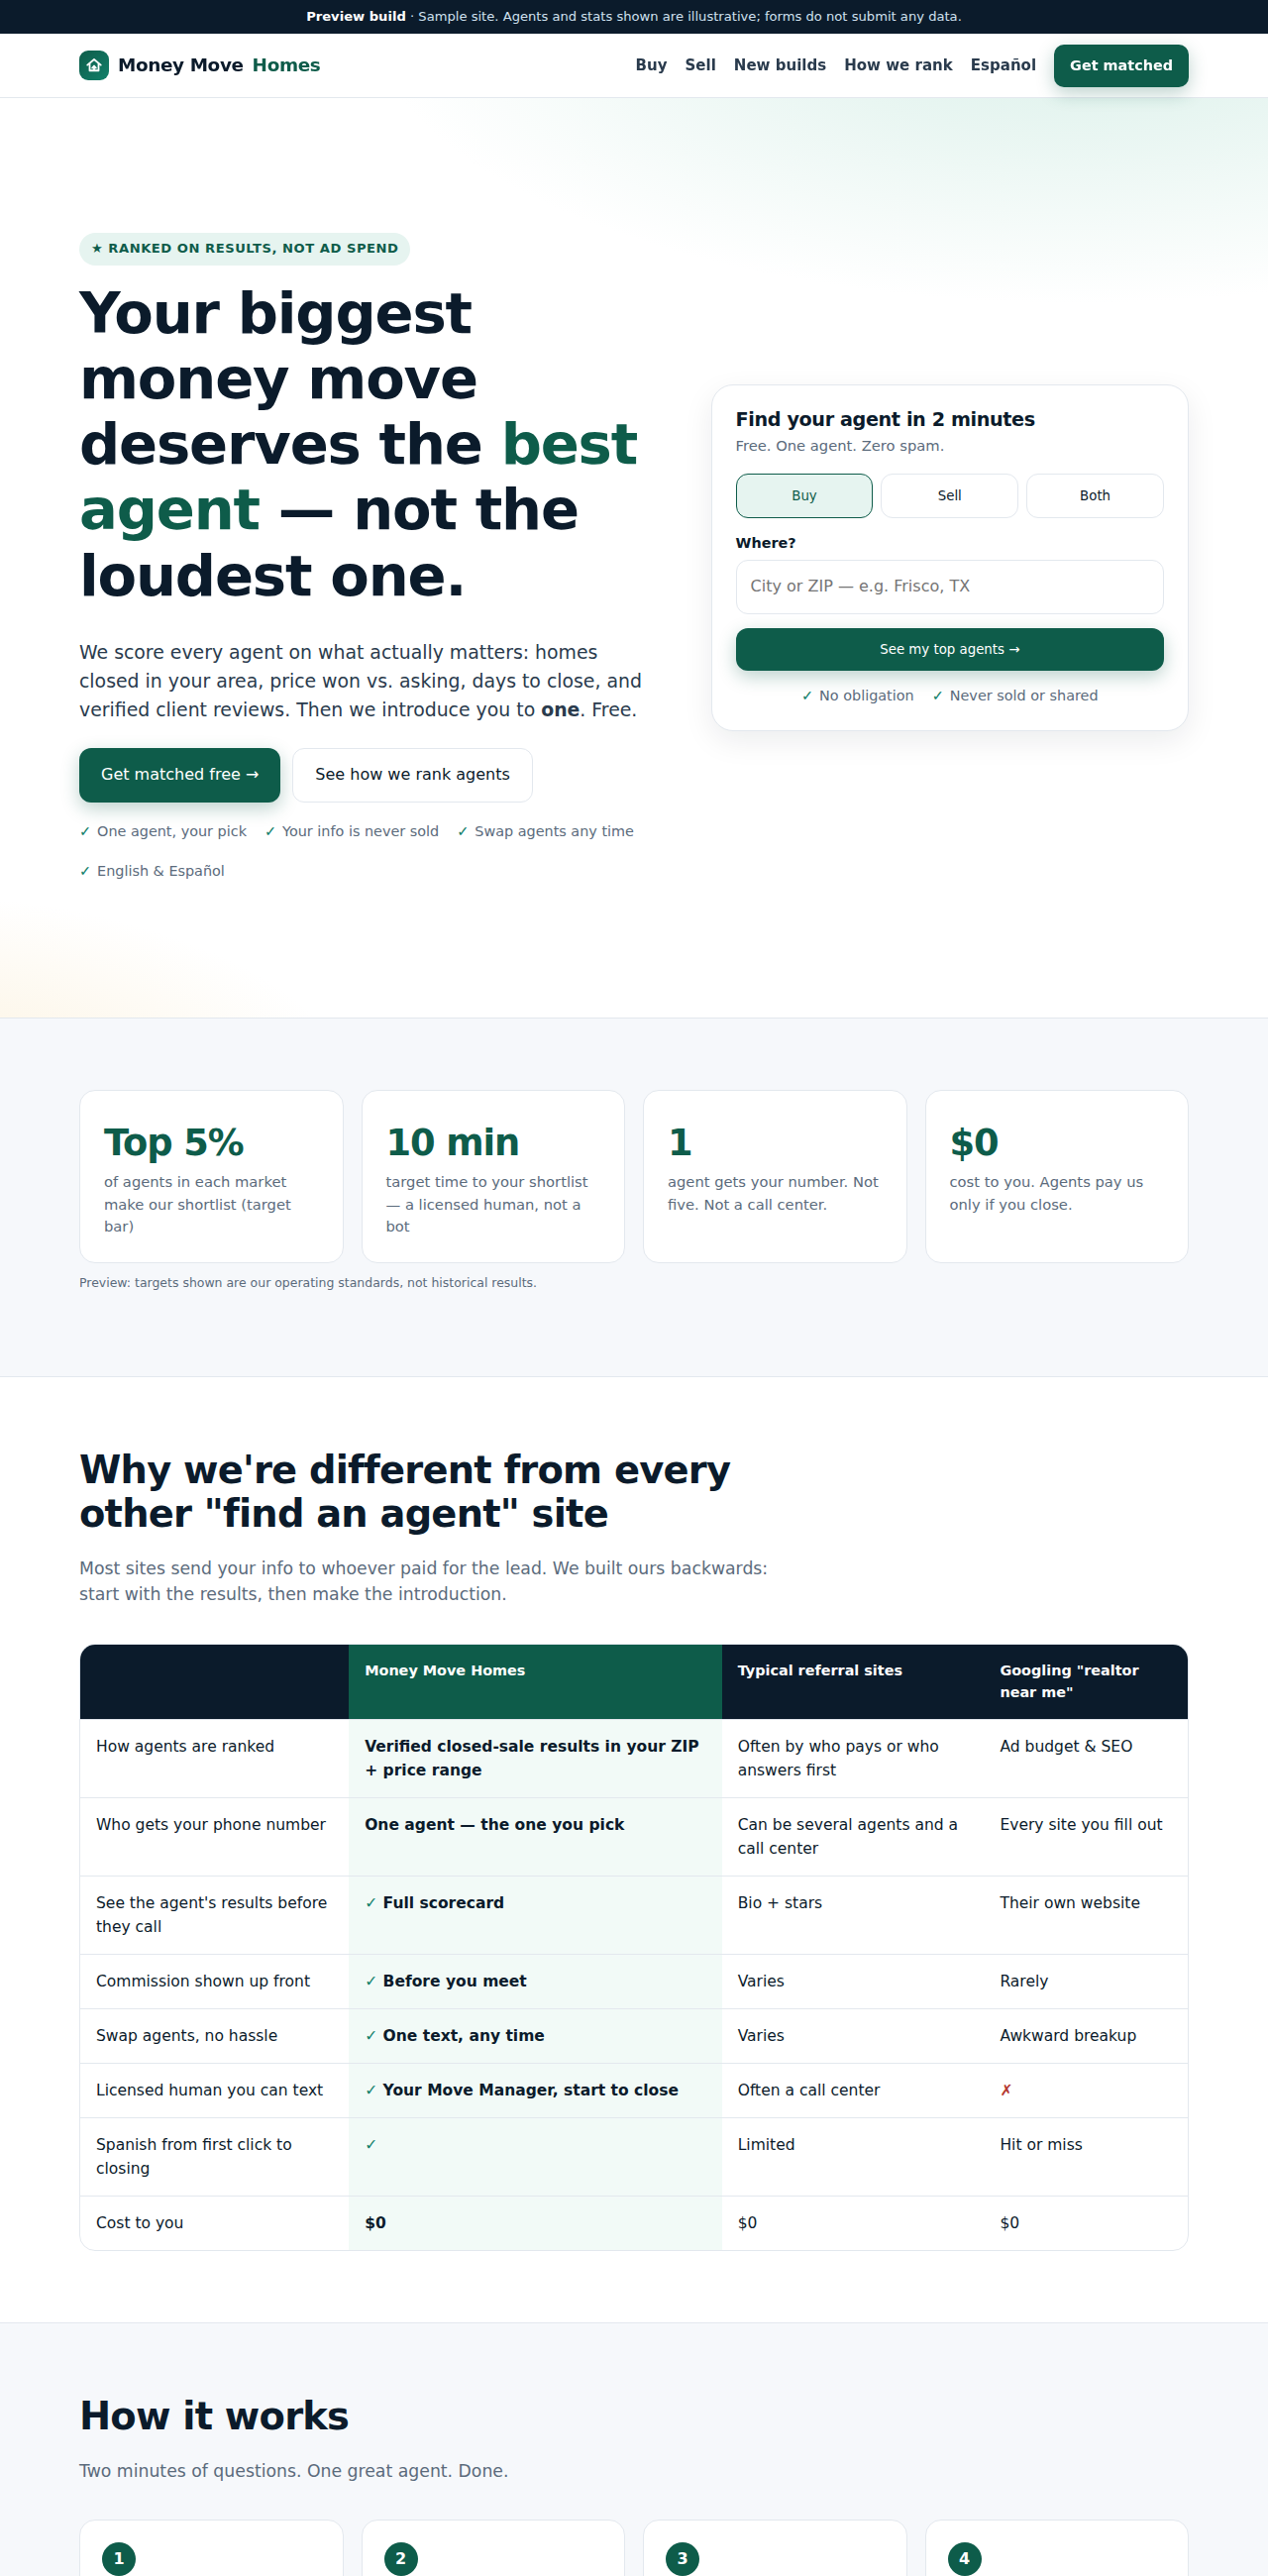 Preview build · Sample site. Agents and stats shown are illustrative; forms do not submit any data.
Money Move Homes
Buy Sell New builds How we rank Español Get matched
★ RANKED ON RESULTS, NOT AD SPEND
Your biggest
money move
deserves the best
agent — not the
loudest one.
We score every agent on what actually matters: homes
closed in your area, price won vs. asking, days to close, and
verified client reviews. Then we introduce you to one. Free.
Get matched free →
See how we rank agents
✓ One agent, your pick ✓ Your info is never sold ✓ Swap agents any time
✓ English & Español
Find your agent in 2 minutes
Free. One agent. Zero spam.
Buy Sell Both
Where?
City or ZIP — e.g. Frisco, TX
See my top agents →
✓ No obligation ✓ Never sold or shared
Top 5%
of agents in each market
make our shortlist (target
bar)
10 min
target time to your shortlist
— a licensed human, not a
bot
1
agent gets your number. Not
five. Not a call center.
$0
cost to you. Agents pay us
only if you close.
Preview: targets shown are our operating standards, not historical results.
Why we're different from every
other "find an agent" site
Most sites send your info to whoever paid for the lead. We built ours backwards:
start with the results, then make the introduction.
Money Move Homes
Typical referral sites
Googling "realtor
near me"
How agents are ranked
Verified closed-sale results in your ZIP
+ price range
Often by who pays or who
answers first
Ad budget & SEO
Who gets your phone number
One agent — the one you pick
Can be several agents and a
call center
Every site you fill out
See the agent's results before
they call
✓ Full scorecard
Bio + stars
Their own website
Commission shown up front
✓ Before you meet
Varies
Rarely
Swap agents, no hassle
✓ One text, any time
Varies
Awkward breakup
Licensed human you can text
✓ Your Move Manager, start to close
Often a call center
✗
Spanish from first click to
closing
✓
Limited
Hit or miss
Cost to you
$0
$0
$0
How it works
Two minutes of questions. One great agent. Done.
1
2
3
4